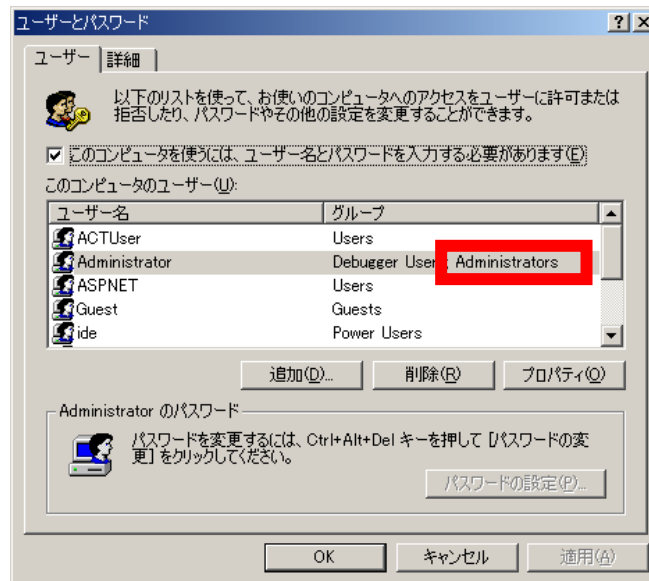 ユーザーとパスワード
ユーザー 詳細
以下のリストを使って、お使いのコンピュータへのアクセスをユーザーに許可または
拒否したり、パスワードやその他の設定を変更することができます。
このコンピュータを使うには、ユーザー名とパスワードを入力する必要があります(E)
このコンピュータのユーザー(U):
ユーザー名 グループ
ACTUser Users
Administrator Debugger User Administrators
ASPNET Users
Guest Guests
ide Power Users
追加(D)... 削除(R) プロパティ(O)
Administrator のパスワード
パスワードを変更するには、Ctrl+Alt+Del キーを押して [パスワードの変
更] をクリックしてください。
パスワードの設定(P)...
OK キャンセル 適用(A)